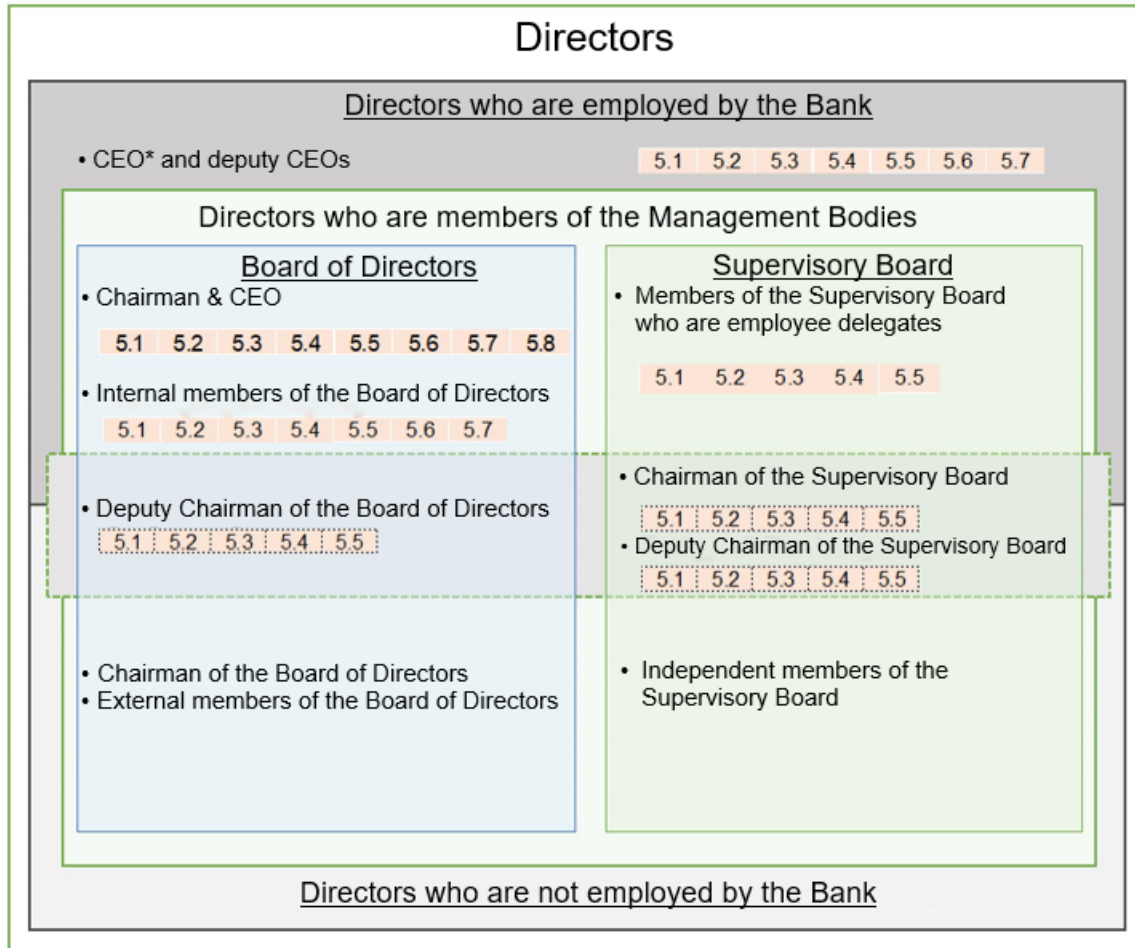 Directors
Directors who are employed by the Bank
• CEO* and deputy CEOs
5.1 5.2 5.3 5.4 5.5 5.6 5.7
Directors who are members of the Management Bodies
Board of Directors
• Chairman & CEO
5.1 5.2 5.3 5.4 5.5 5.6 5.7 5.8
• Internal members of the Board of Directors
5.1 5.2 5.3 5.4 5.5 5.6 5.7
• Deputy Chairman of the Board of Directors
5.1 5.2 5.3 5.4 5.5
• Chairman of the Board of Directors
• External members of the Board of Directors
Supervisory Board
• Members of the Supervisory Board
who are employee delegates
5.1 5.2 5.3 5.4 5.5
• Chairman of the Supervisory Board
5.1 5.2 5.3 5.4 5.5
• Deputy Chairman of the Supervisory Board
5.1 5.2 5.3 5.4 5.5
• Independent members of the
Supervisory Board
Directors who are not employed by the Bank